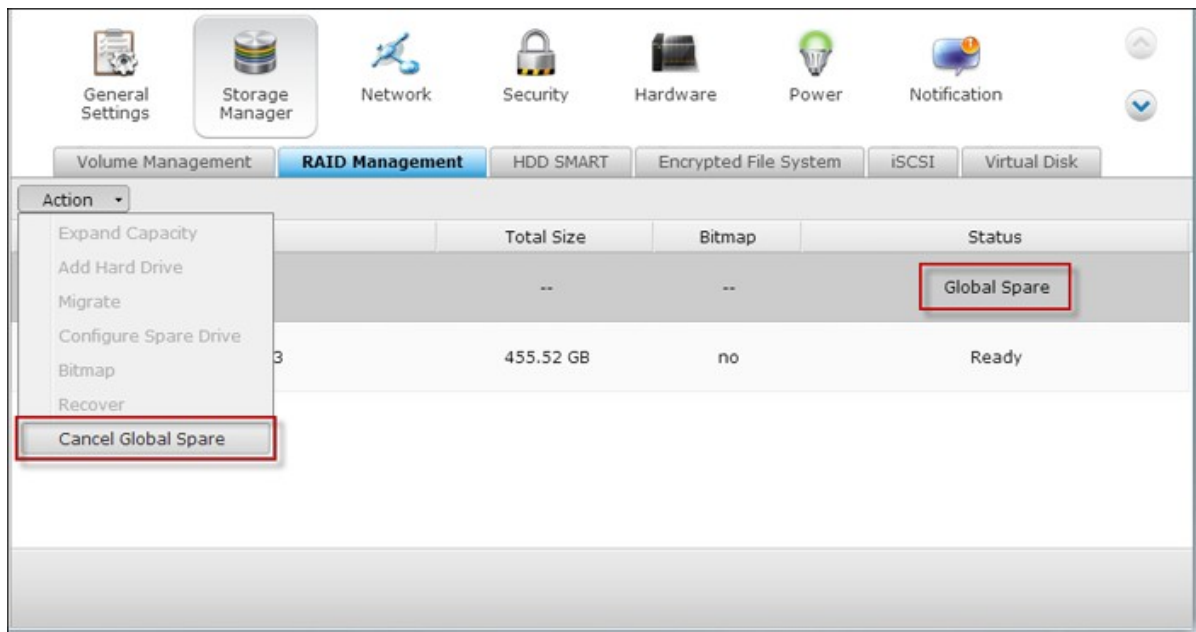 General Settings
Storage Manager
Network
Security
Hardware
Power
Notification
Volume Management
RAID Management
HDD SMART
Encrypted File System
iSCSI
Virtual Disk
Action
Total Size
Bitmap
Status
Expand Capacity
Add Hard Drive
Migrate
Configure Spare Drive
Bitmap
Recover
Cancel Global Spare
-- -- Global Spare
3 455.52 GB no Ready